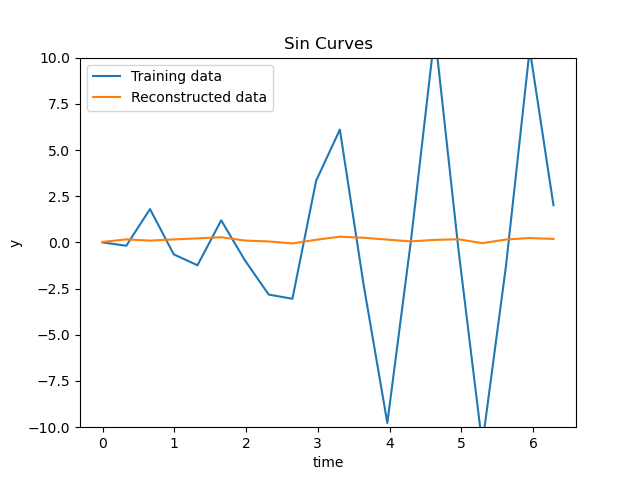 Sin Curves
Training data
Reconstructed data
10.0
7.5
5.0
2.5
0.0
−2.5
−5.0
−7.5
−10.0
y
0 1 2 3 4 5 6
time